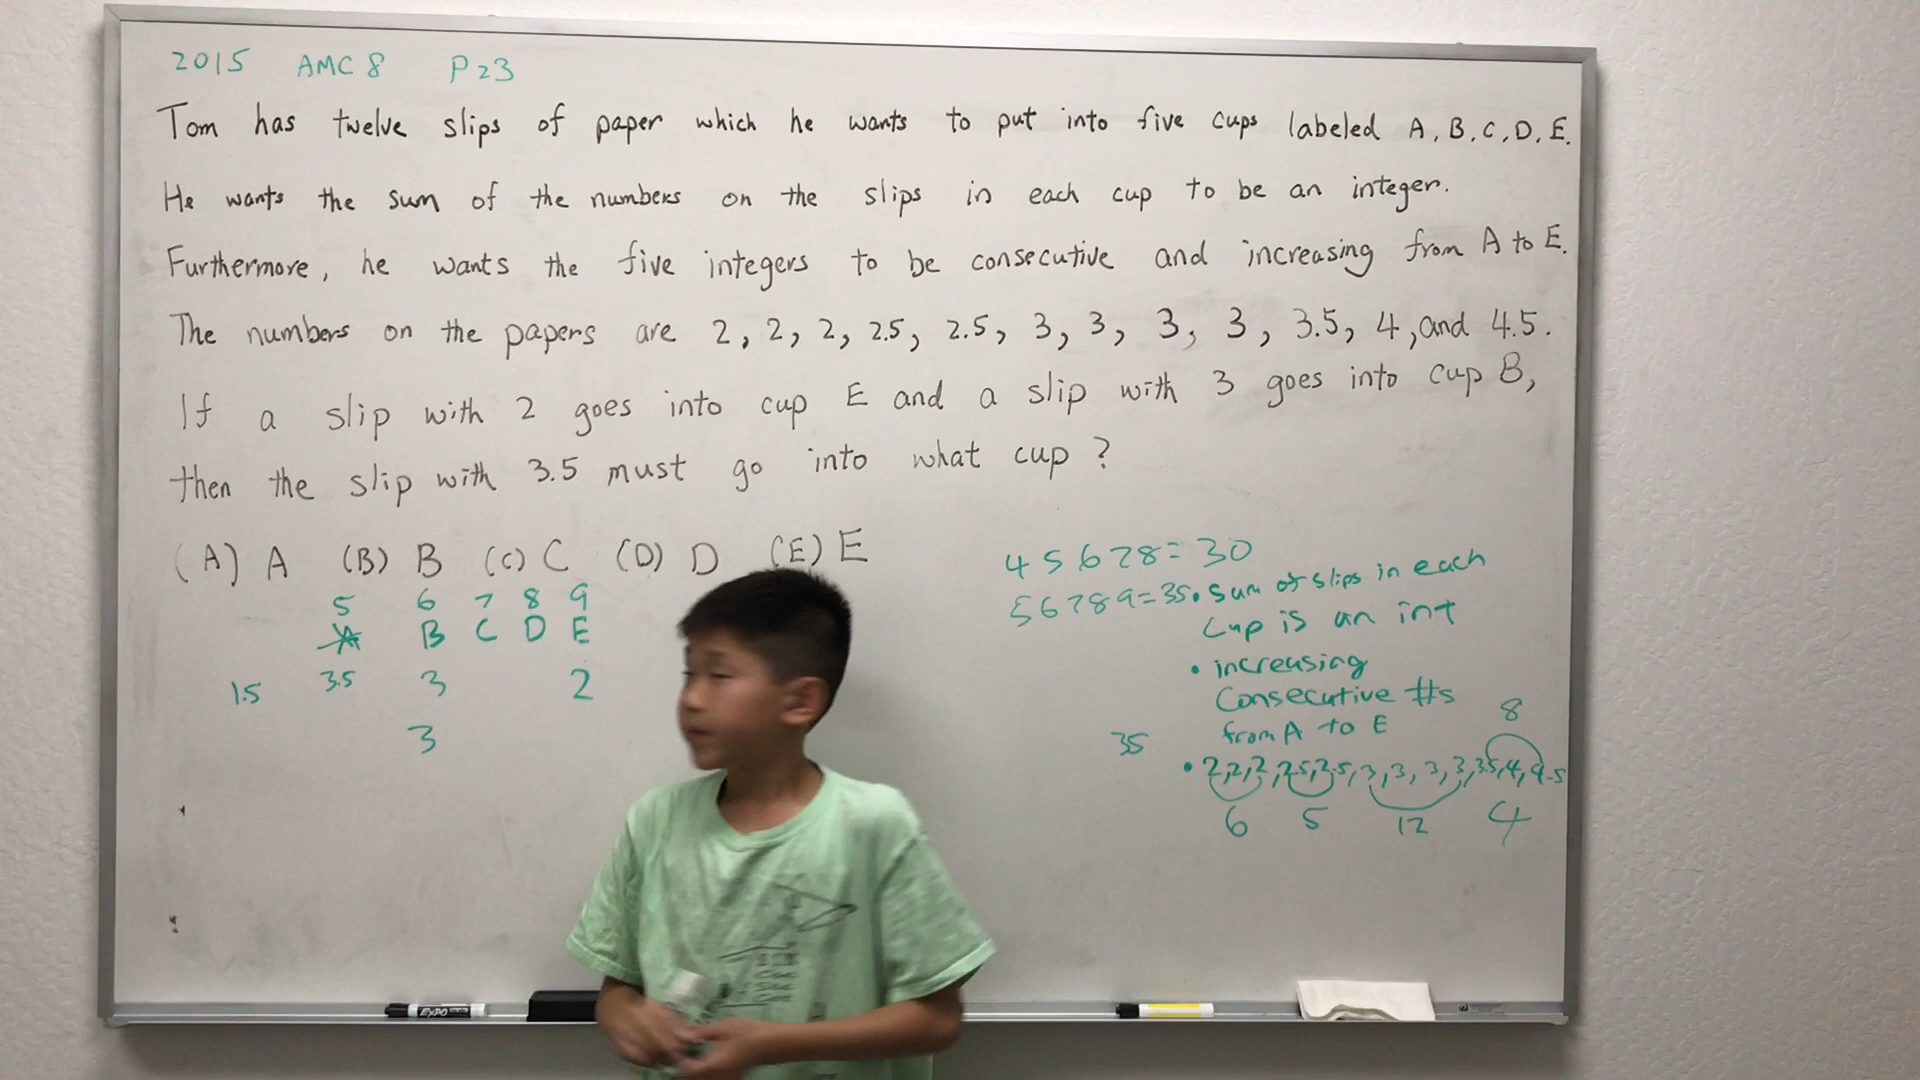 2015 AMC 8 P23
Tom has twelve slips of paper which he wants to put into five cups labeled A, B, C, D, E.
He wants the sum of the numbers on the slips in each cup to be an integer.
Furthermore, he wants the five integers to be consecutive and increasing from A to E.
The numbers on the papers are 2, 2, 2, 2.5, 2.5, 3, 3, 3, 3, 3.5, 4, and 4.5.
If a slip with 2 goes into cup E and a slip with 3 goes into cup B,
then the slip with 3.5 must go into what cup?
(A) A (B) B (C) C (D) D (E) E
5 6 7 8 9
A B C D E
1.5 3.5 3 2
3
4 5 6 7 8 = 30
5 6 7 8 9 = 35
• sum of slips in each
cup is an int
• increasing
consecutive #s
from A to E
35
8
• 2,2,2,2.5,2.5,3,3,3,3,3.5,4,4.5
6 5 12 4
EXPO